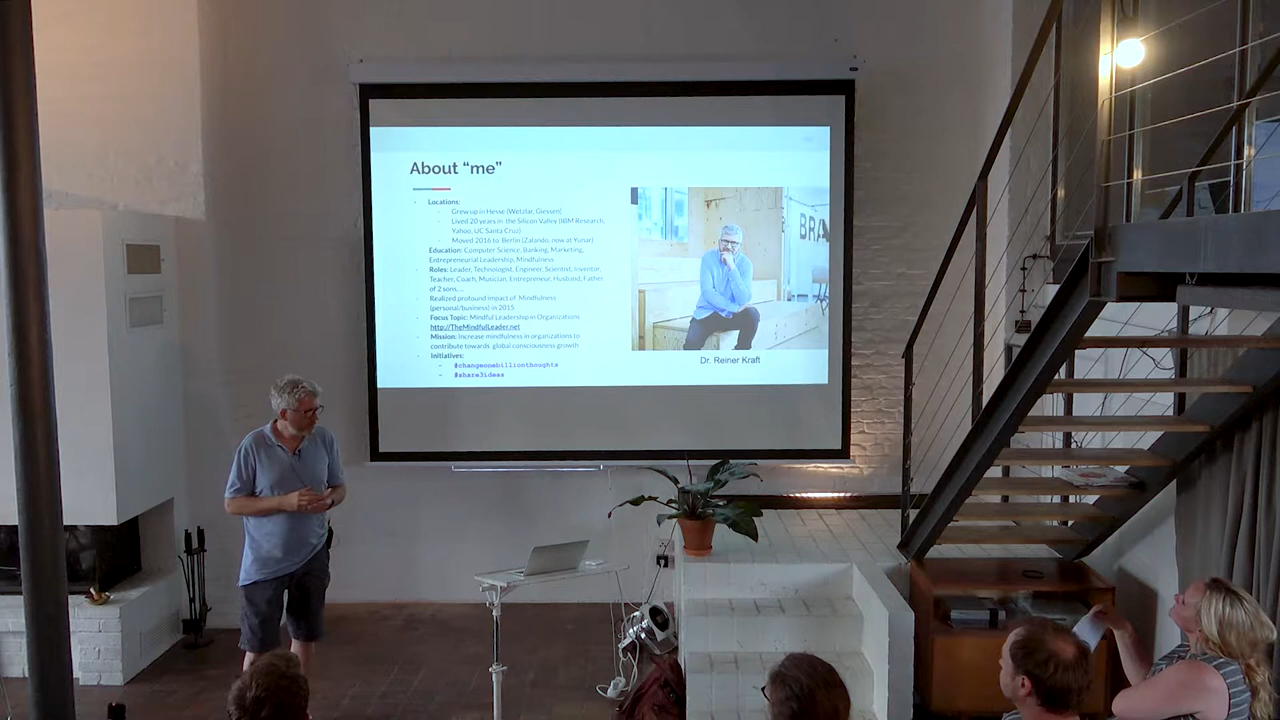 About “me”
Locations:
Grew up in Hesse (Wetzlar, Giessen)
Lived 20 years in the Silicon Valley (IBM Research,
Yahoo, UC Santa Cruz)
Moved 2016 to Berlin (Zalando, now at Yunar)
Education: Computer Science, Banking, Marketing,
Entrepreneurial Leadership, Mindfulness
Roles: Leader, Technologist, Engineer, Scientist, Inventor,
Teacher, Coach, Musician, Entrepreneur, Husband, Father
of 2 sons, ...
Realized profound impact of Mindfulness
(personal/business) in 2015
Focus Topic: Mindful Leadership in Organizations
http://TheMindfulLeader.net
Mission: Increase mindfulness in organizations to
contribute towards global consciousness growth
Initiatives:
#changeonebillionthoughts
#share3ideas
BRA
Dr. Reiner Kraft